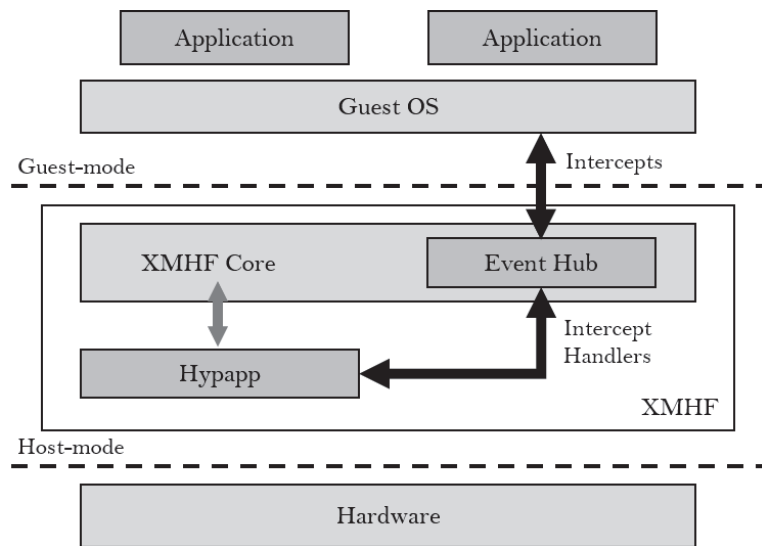 Application
Application
Guest OS
Guest-mode
Intercepts
XMHF Core
Event Hub
Intercept
Handlers
Hypapp
XMHF
Host-mode
Hardware